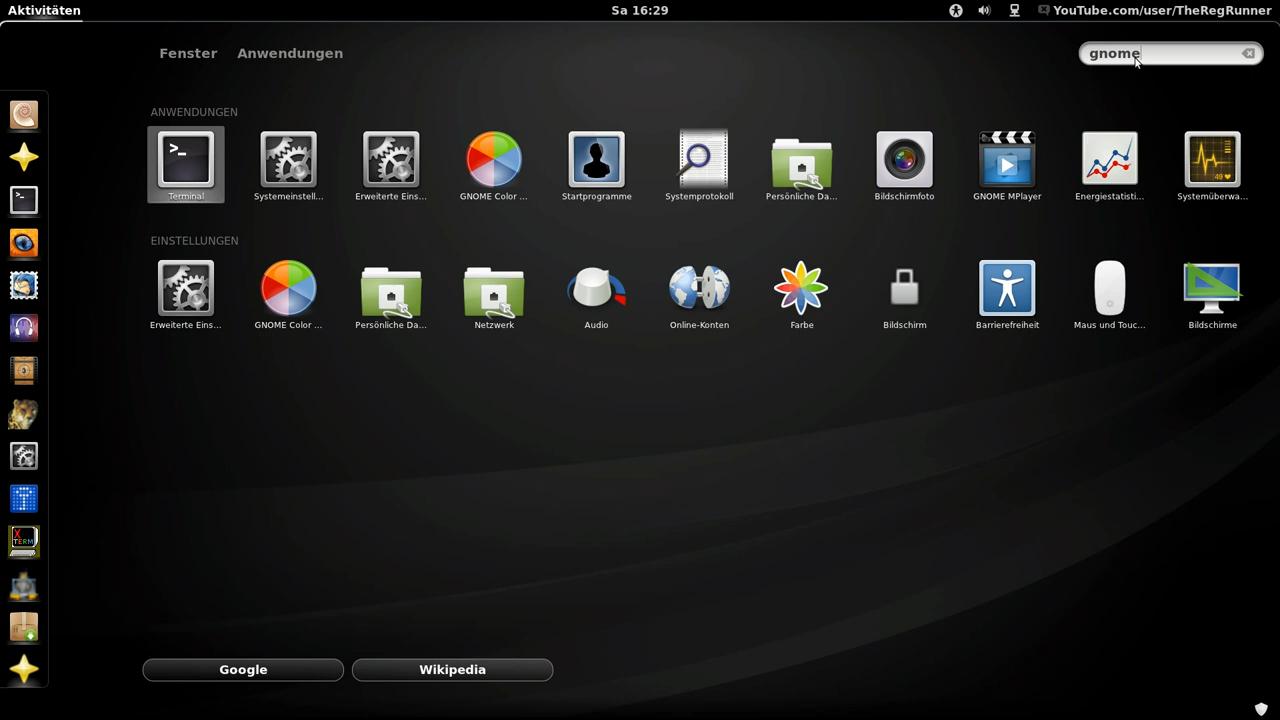 Aktivitäten
Sa 16:29
YouTube.com/user/TheRegRunner
Fenster
Anwendungen
gnome
ANWENDUNGEN
Terminal
Systemeinstell...
Erweiterte Eins...
GNOME Color ...
Startprogramme
Systemprotokoll
Persönliche Da...
Bildschirmfoto
GNOME MPlayer
Energiestatisti...
Systemüberwa...
EINSTELLUNGEN
Erweiterte Eins...
GNOME Color ...
Persönliche Da...
Netzwerk
Audio
Online-Konten
Farbe
Bildschirm
Barrierefreiheit
Maus und Touc...
Bildschirme
>_
49
>_
X
TERM
Google
Wikipedia